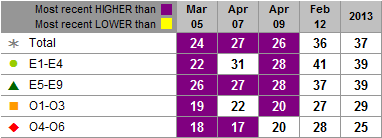 Most recent HIGHER than
Most recent LOWER than
Mar 05 Apr 07 Apr 09 Feb 12 2013
Total 24 27 26 36 37
E1-E4 22 31 28 41 39
E5-E9 26 27 28 37 39
O1-O3 19 22 20 27 29
O4-O6 18 17 20 28 25